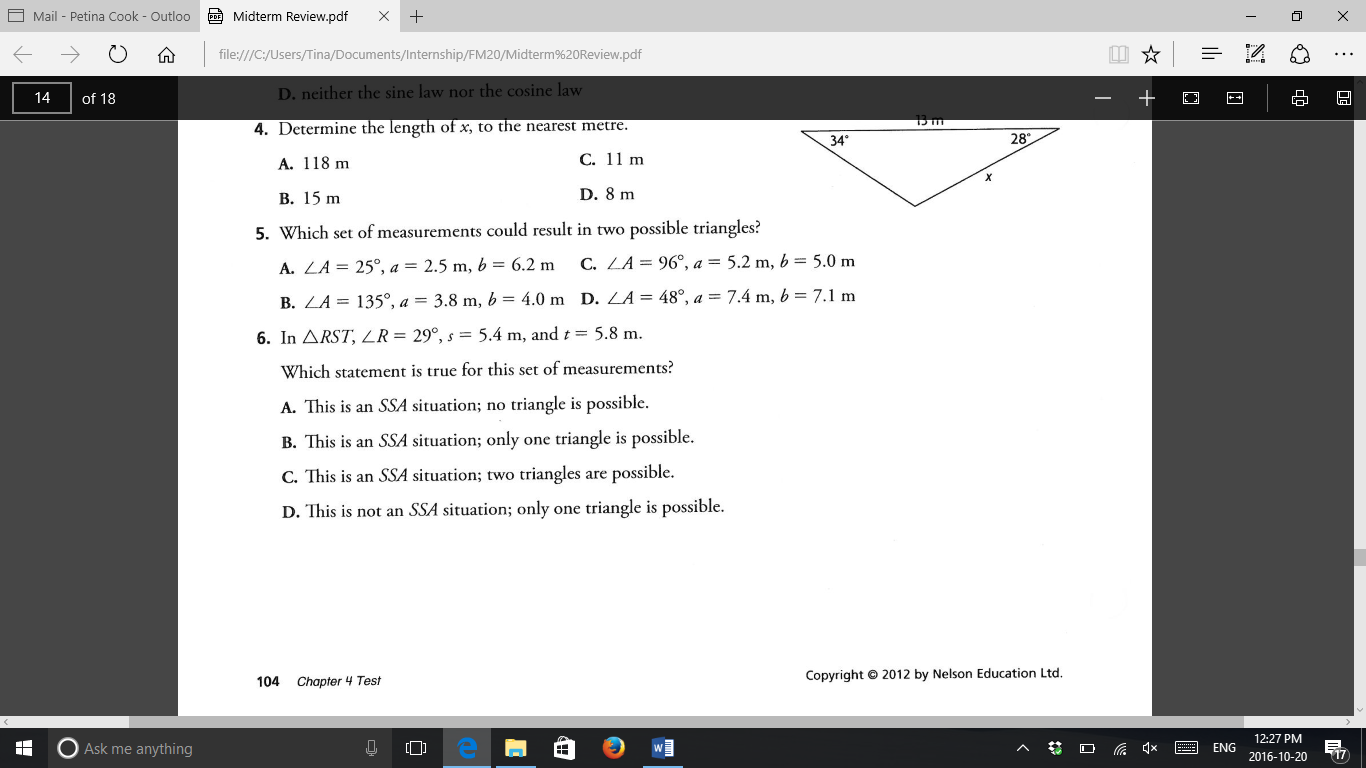 Mail - Petina Cook - Outloo
Midterm Review.pdf
file:///C:/Users/Tina/Documents/Internship/FM20/Midterm%20Review.pdf
14 of 18
D. neither the sine law nor the cosine law
4. Determine the length of x, to the nearest metre.
13 m
34°
28°
x
A. 118 m C. 11 m
B. 15 m D. 8 m
5. Which set of measurements could result in two possible triangles?
A. ∠A = 25°, a = 2.5 m, b = 6.2 m C. ∠A = 96°, a = 5.2 m, b = 5.0 m
B. ∠A = 135°, a = 3.8 m, b = 4.0 m D. ∠A = 48°, a = 7.4 m, b = 7.1 m
6. In △RST, ∠R = 29°, s = 5.4 m, and t = 5.8 m.
Which statement is true for this set of measurements?
A. This is an SSA situation; no triangle is possible.
B. This is an SSA situation; only one triangle is possible.
C. This is an SSA situation; two triangles are possible.
D. This is not an SSA situation; only one triangle is possible.
104 Chapter 4 Test
Copyright © 2012 by Nelson Education Ltd.
Ask me anything
ENG
12:27 PM
2016-10-20
17